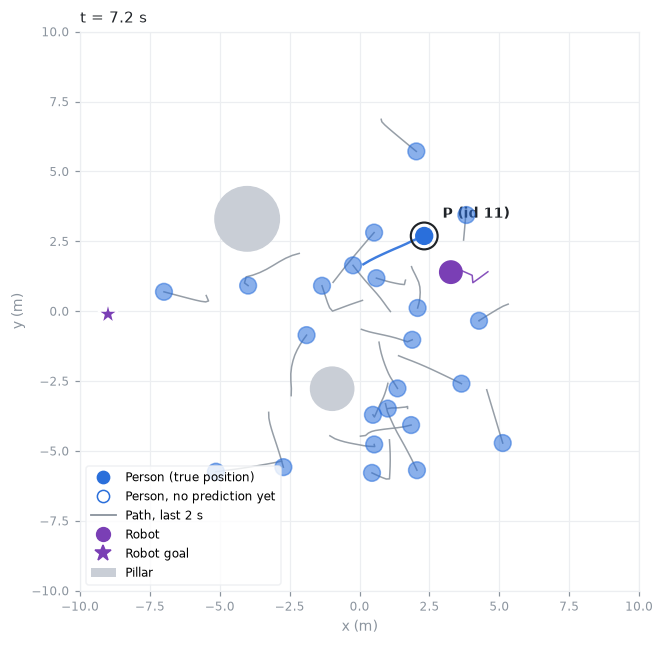 t = 7.2 s
10.0
7.5
5.0
2.5
0.0
−2.5
−5.0
−7.5
−10.0
y (m)
P (id 11)
Person (true position)
Person, no prediction yet
Path, last 2 s
Robot
Robot goal
Pillar
−10.0 −7.5 −5.0 −2.5 0.0 2.5 5.0 7.5 10.0
x (m)